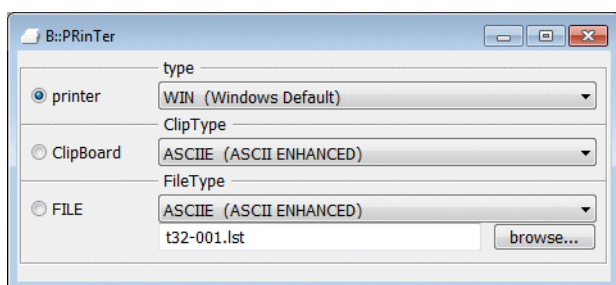 B::PRinTer
type
printer
WIN (Windows Default)
ClipType
ClipBoard
ASCIIE (ASCII ENHANCED)
FileType
FILE
ASCIIE (ASCII ENHANCED)
t32-001.lst
browse...